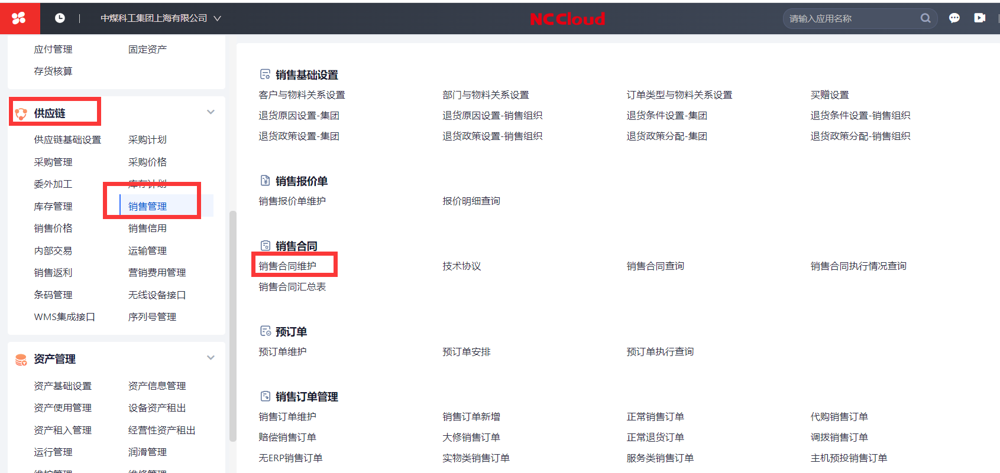 中煤科工集团上海有限公司
NC Cloud
请输入应用名称
应付管理 固定资产
存货核算
供应链
供应链基础设置 采购计划
采购管理 采购价格
委外加工 库存计划
库存管理 销售管理
销售价格 销售信用
内部交易 运输管理
销售返利 营销费用管理
条码管理 无线设备接口
WMS集成接口 序列号管理
资产管理
资产基础设置 资产信息管理
资产使用管理 设备资产租出
资产租入管理 经营性资产租出
运行管理 润滑管理
维护管理 维修管理
销售基础设置
客户与物料关系设置 部门与物料关系设置 订单类型与物料关系设置 买赠设置
退货原因设置-集团 退货原因设置-销售组织 退货条件设置-集团 退货条件设置-销售组织
退货政策设置-集团 退货政策设置-销售组织 退货政策分配-集团 退货政策分配-销售组织
销售报价单
销售报价单维护 报价明细查询
销售合同
销售合同维护 技术协议 销售合同查询 销售合同执行情况查询
销售合同汇总表
预订单
预订单维护 预订单安排 预订单执行查询
销售订单管理
销售订单维护 销售订单新增 正常销售订单 代购销售订单
赔偿销售订单 大修销售订单 正常退货订单 调拨销售订单
无ERP销售订单 实物类销售订单 服务类销售订单 主机预投销售订单